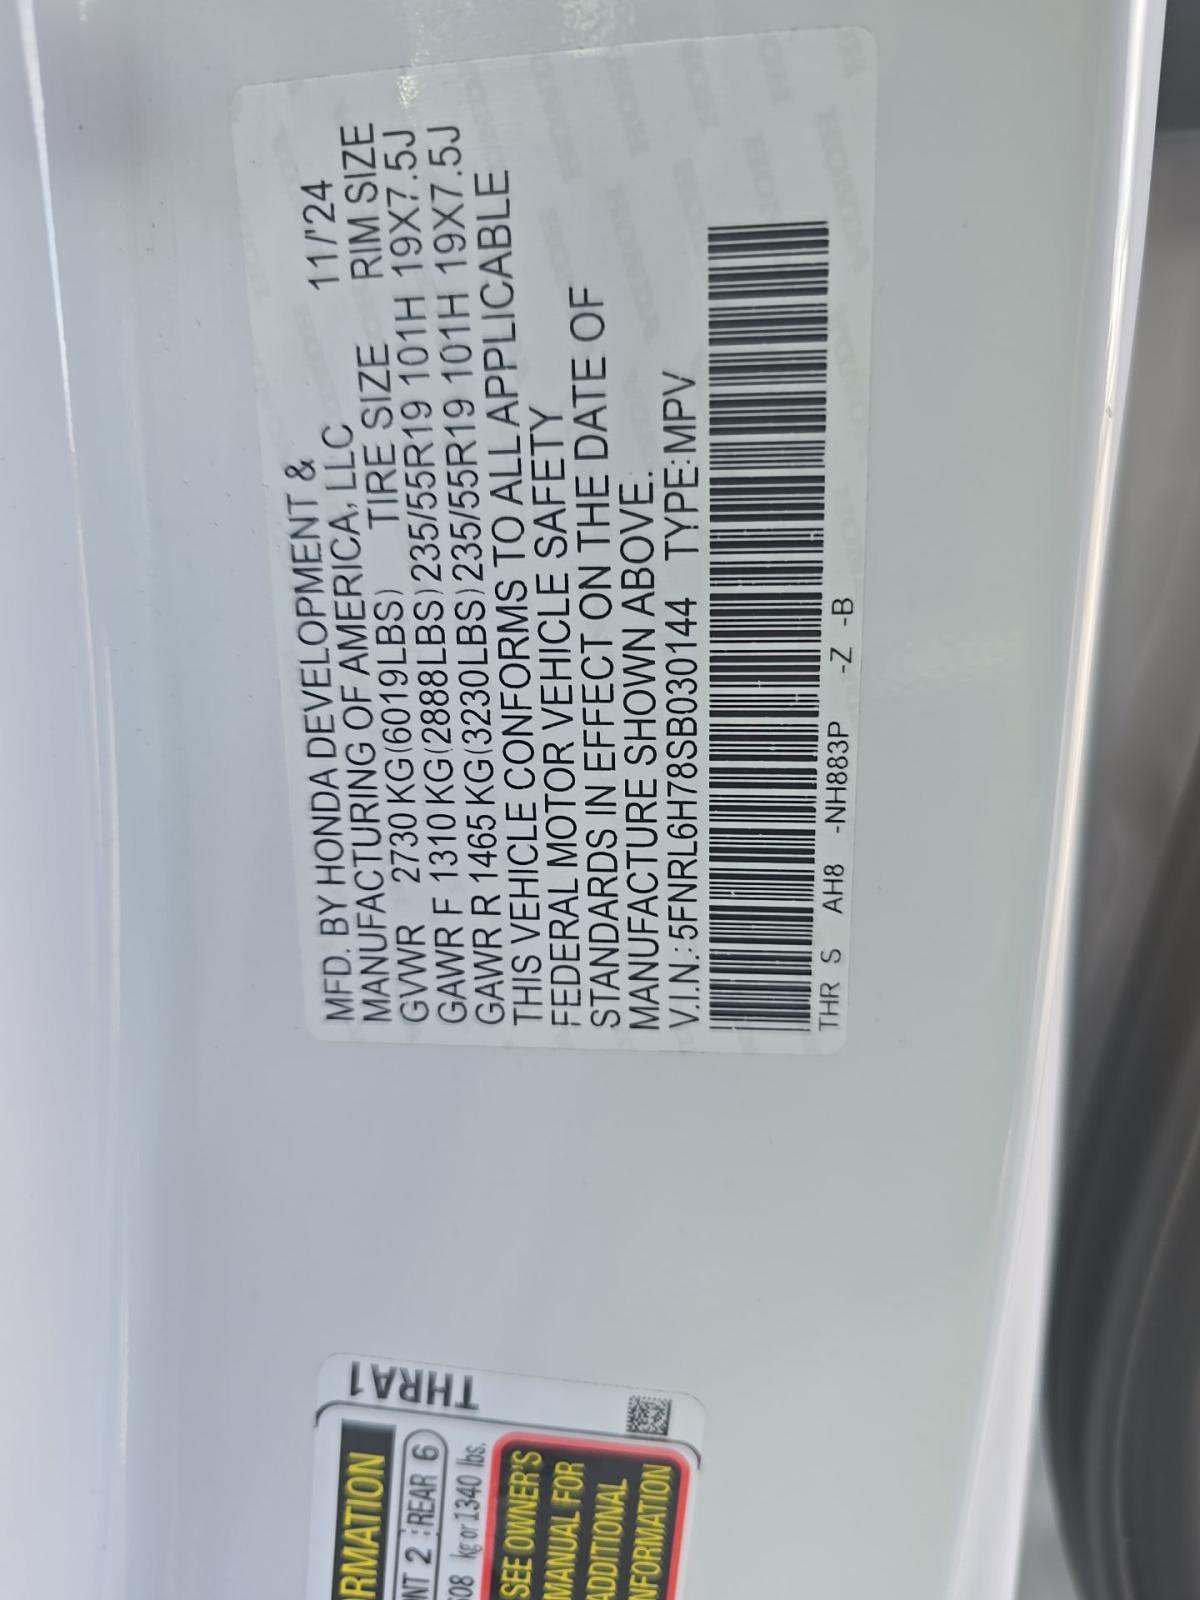 MFD. BY HONDA DEVELOPMENT & 11/'24
MANUFACTURING OF AMERICA, LLC RIM SIZE
GVWR 2730 KG(6019LBS) TIRE SIZE
GAWR F 1310 KG(2888LBS) 235/55R19 101H 19X7.5J
GAWR R 1465 KG(3230LBS) 235/55R19 101H 19X7.5J
THIS VEHICLE CONFORMS TO ALL APPLICABLE
FEDERAL MOTOR VEHICLE SAFETY
STANDARDS IN EFFECT ON THE DATE OF
MANUFACTURE SHOWN ABOVE.
V.I.N.: 5FNRL6H78SB030144 TYPE:MPV
THR S AH8 -NH883P -Z -B
THRA1
ORMATION
NT 2 REAR 6
608 kg or 1340 lbs.
SEE OWNER'S
MANUAL FOR
ADDITIONAL
NFORMATION